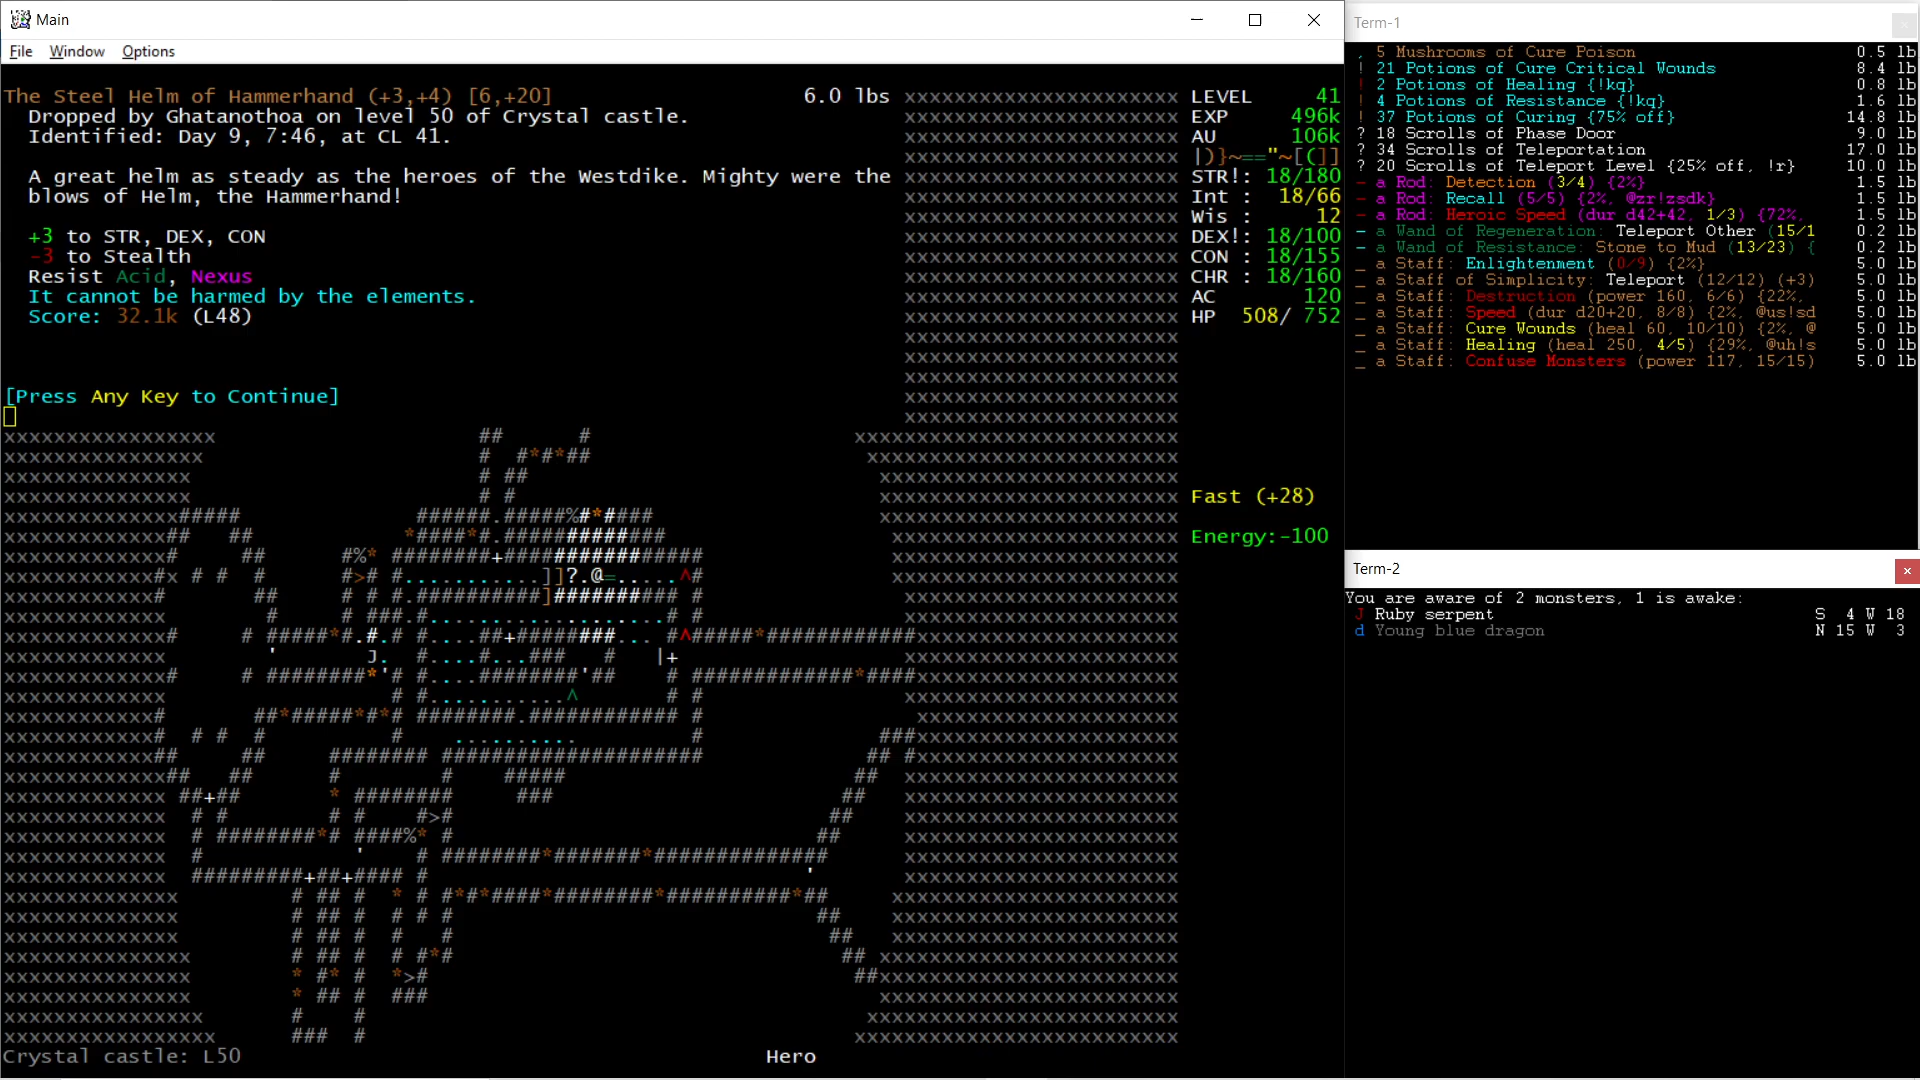 Main
File Window Options
The Steel Helm of Hammerhand (+3,+4) [6,+20] 6.0 lbs
Dropped by Ghatanothoa on level 50 of Crystal castle.
Identified: Day 9, 7:46, at CL 41.
A great helm as steady as the heroes of the Westdike. Mighty were the
blows of Helm, the Hammerhand!
+3 to STR, DEX, CON
-3 to Stealth
Resist Acid, Nexus
It cannot be harmed by the elements.
Score: 32.1k (L48)
[Press Any Key to Continue]
LEVEL 41
EXP 496k
AU 106k
|)}~=="~[(]]
STR!: 18/180
Int : 18/66
Wis : 12
DEX!: 18/100
CON : 18/155
CHR : 18/160
AC 120
HP 508/ 752
Fast (+28)
Energy:-100
Crystal castle: L50
Hero
Term-1
, 5 Mushrooms of Cure Poison 0.5 lb
! 21 Potions of Cure Critical Wounds 8.4 lb
! 2 Potions of Healing {!kq} 0.8 lb
! 4 Potions of Resistance {!kq} 1.6 lb
! 37 Potions of Curing {75% off} 14.8 lb
? 18 Scrolls of Phase Door 9.0 lb
? 34 Scrolls of Teleportation 17.0 lb
? 20 Scrolls of Teleport Level {25% off, !r} 10.0 lb
- a Rod: Detection (3/4) {2%} 1.5 lb
- a Rod: Recall (5/5) {2%, @zr!zsdk} 1.5 lb
- a Rod: Heroic Speed (dur d42+42, 1/3) {72%, 1.5 lb
- a Wand of Regeneration: Teleport Other (15/1 0.2 lb
- a Wand of Resistance: Stone to Mud (13/23) { 0.2 lb
_ a Staff: Enlightenment (0/9) {2%} 5.0 lb
_ a Staff of Simplicity: Teleport (12/12) (+3) 5.0 lb
_ a Staff: Destruction (power 160, 6/6) {22%, 5.0 lb
_ a Staff: Speed (dur d20+20, 8/8) {2%, @us!sd 5.0 lb
_ a Staff: Cure Wounds (heal 60, 10/10) {2%, @ 5.0 lb
_ a Staff: Healing (heal 250, 4/5) {29%, @uh!s 5.0 lb
_ a Staff: Confuse Monsters (power 117, 15/15) 5.0 lb
Term-2
You are aware of 2 monsters, 1 is awake:
J Ruby serpent S 4 W 18
d Young blue dragon N 15 W 3